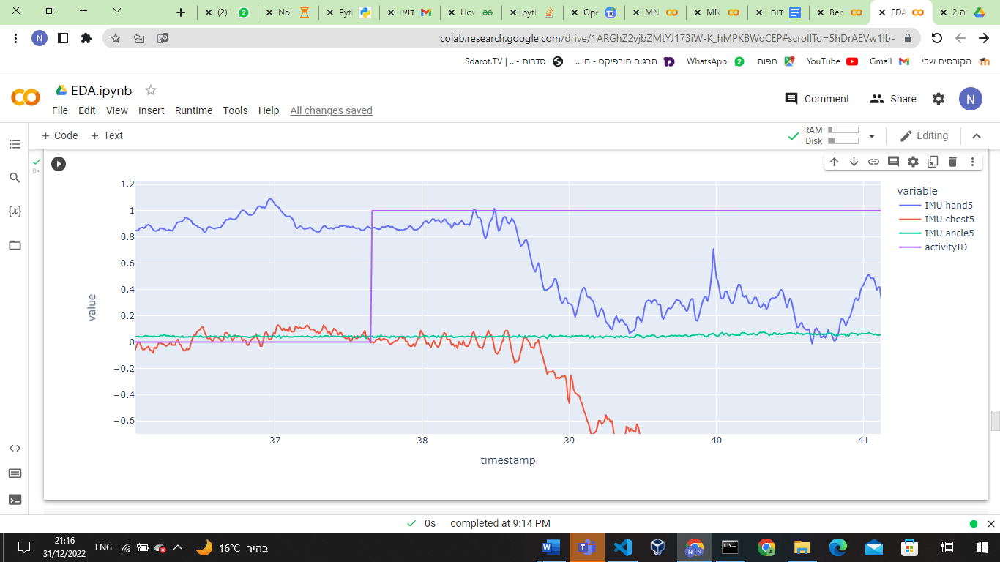 (2) \
2
Nor
Pytl
דואו
How
pytl
Ope
MN
MN
דוח
Ben
EDA
רה 2
N
colab.research.google.com/drive/1ARGhZ2vjbZMtYJ173iW-K_hMPKBWoCEP#scrollTo=5hDrAEVw1Ib-
Sdarot.TV | ...- סדרות
תרגום מורפיקס - מי...
WhatsApp
2
מפות
YouTube
Gmail
הקורסים שלי
EDA.ipynb
File Edit View Insert Runtime Tools Help All changes saved
Comment
Share
N
+ Code + Text
RAM
Disk
Editing
0s
{x}
variable
IMU hand5
IMU chest5
IMU ancle5
activityID
1.2
1
0.8
0.6
0.4
0.2
0
−0.2
−0.4
−0.6
value
37 38 39 40 41
timestamp
0s completed at 9:14 PM
21:16
31/12/2022
ENG
16°C בהיר